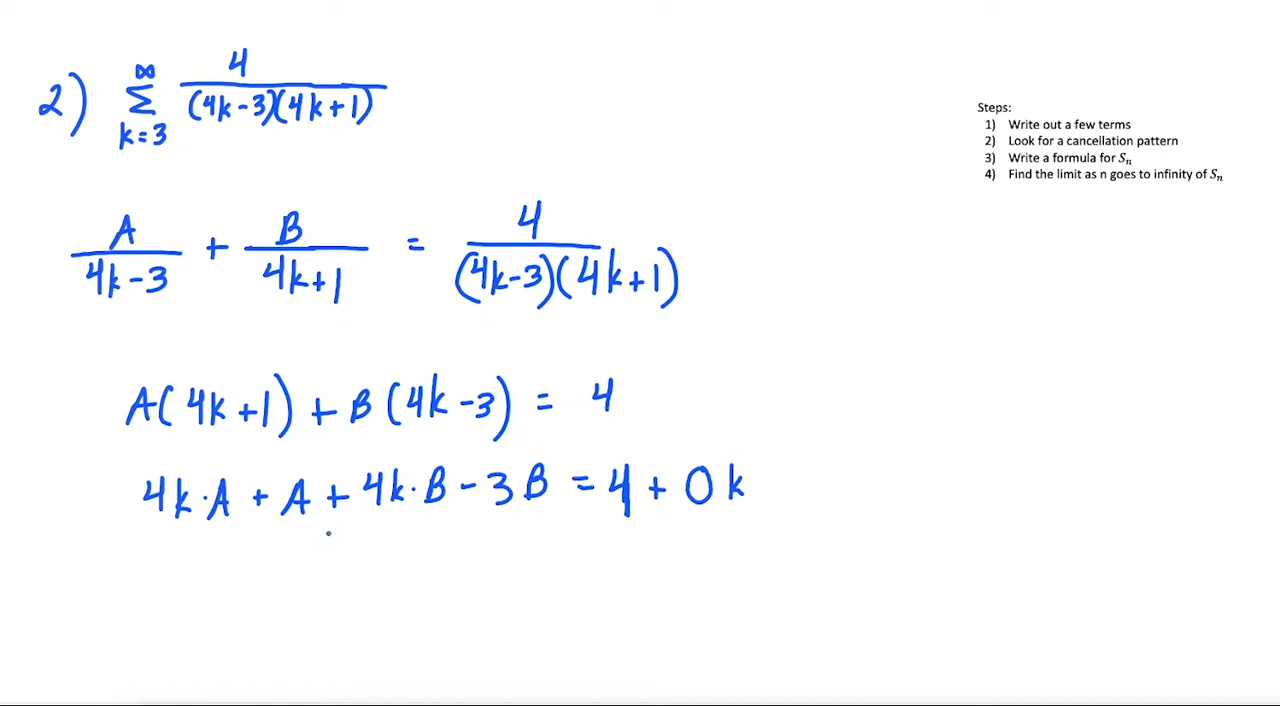 2) ∞ Σ k=3 4 / (4k-3)(4k+1)
Steps:
1) Write out a few terms
2) Look for a cancellation pattern
3) Write a formula for Sn
4) Find the limit as n goes to infinity of Sn
A / 4k-3 + B / 4k+1 = 4 / (4k-3)(4k+1)
A(4k+1) + B(4k-3) = 4
4k·A + A + 4k·B - 3B = 4 + 0k